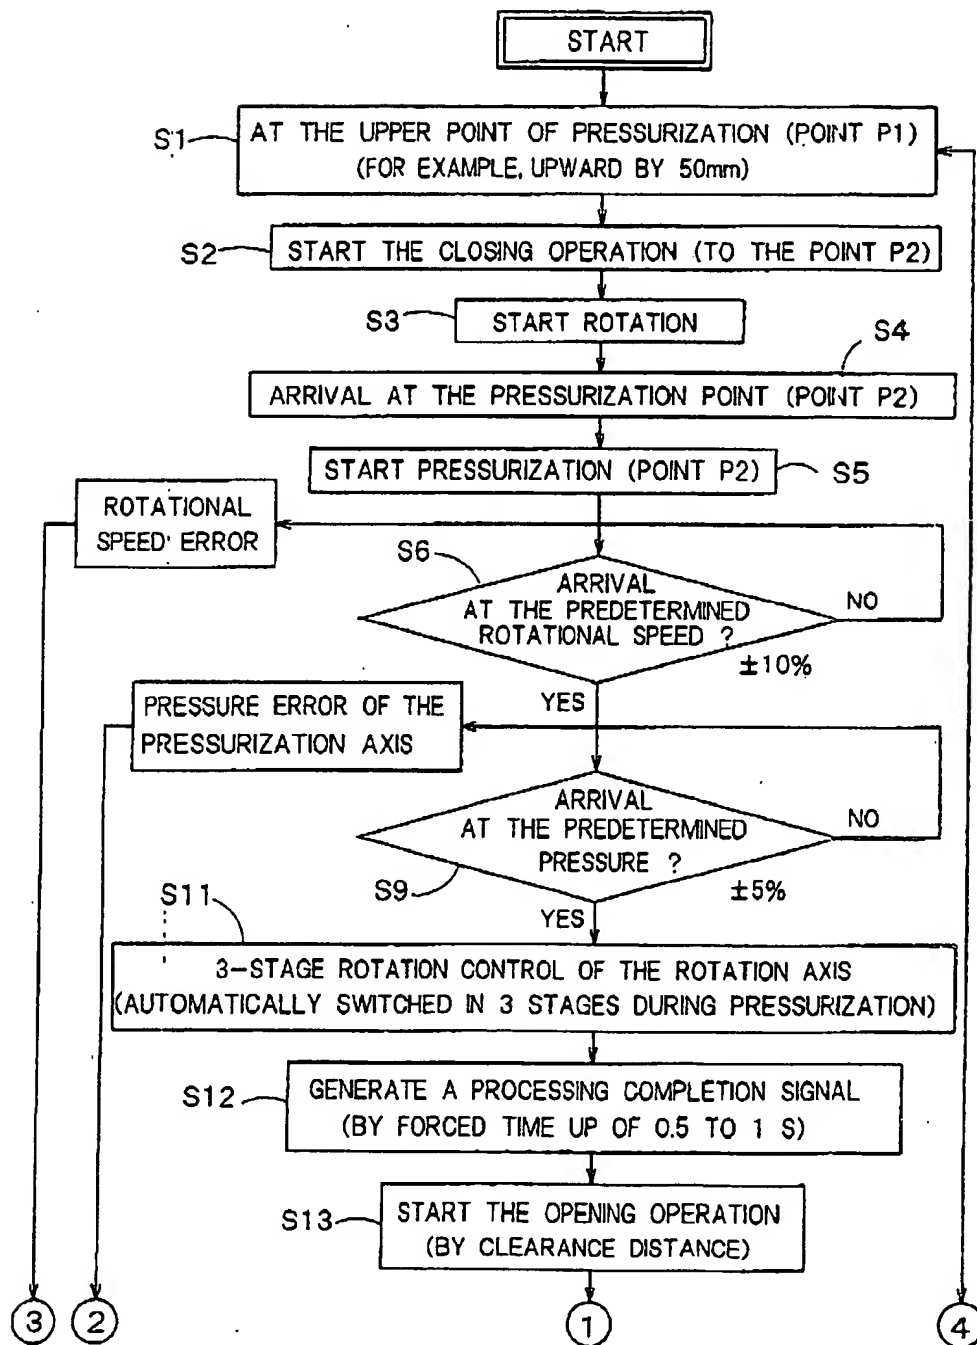 START
S1
AT THE UPPER POINT OF PRESSURIZATION (POINT P1)
(FOR EXAMPLE, UPWARD BY 50mm)
S2
START THE CLOSING OPERATION (TO THE POINT P2)
S3
START ROTATION
S4
ARRIVAL AT THE PRESSURIZATION POINT (POINT P2)
START PRESSURIZATION (POINT P2)
S5
ROTATIONAL
SPEED' ERROR
S6
ARRIVAL
AT THE PREDETERMINED
ROTATIONAL SPEED ?
NO
±10%
YES
PRESSURE ERROR OF THE
PRESSURIZATION AXIS
ARRIVAL
AT THE PREDETERMINED
PRESSURE ?
NO
S9
±5%
YES
S11
3-STAGE ROTATION CONTROL OF THE ROTATION AXIS
(AUTOMATICALLY SWITCHED IN 3 STAGES DURING PRESSURIZATION)
S12
GENERATE A PROCESSING COMPLETION SIGNAL
(BY FORCED TIME UP OF 0.5 TO 1 S)
S13
START THE OPENING OPERATION
(BY CLEARANCE DISTANCE)
3 2 1 4